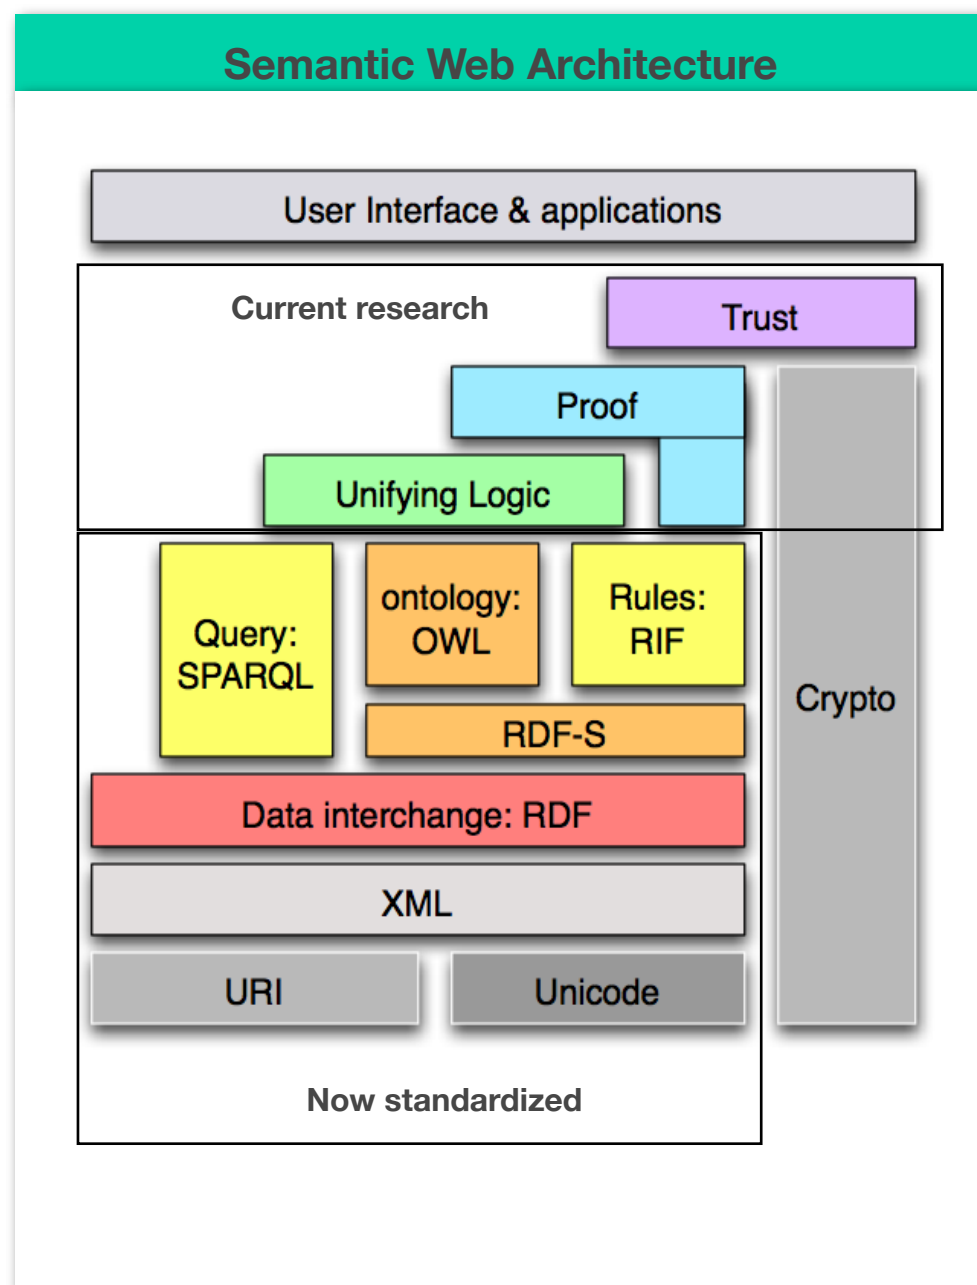 Semantic Web Architecture
User Interface & applications
Current research
Trust
Proof
Unifying Logic
Query:
SPARQL
ontology:
OWL
Rules:
RIF
Crypto
RDF-S
Data interchange: RDF
XML
URI
Unicode
Now standardized